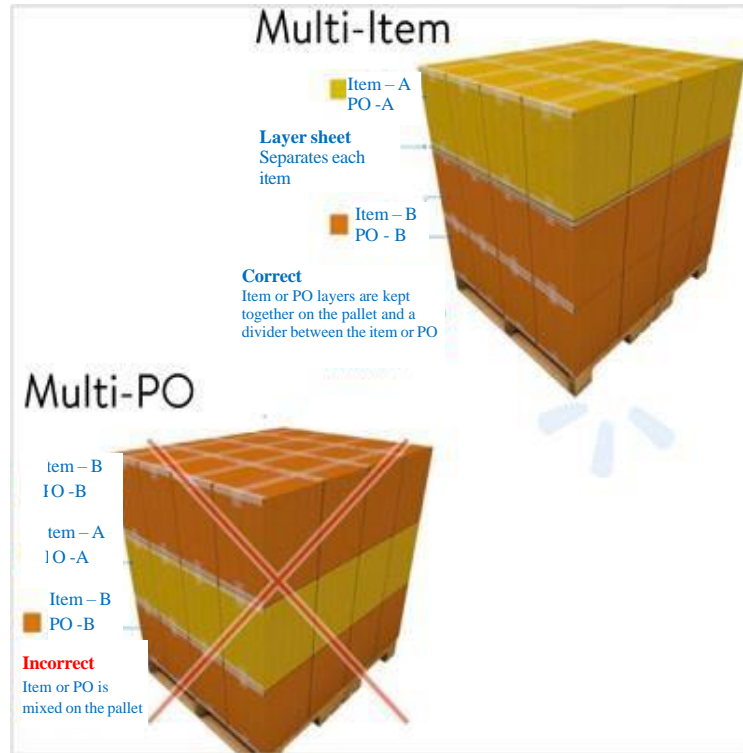 Multi-Item
Item – A
PO -A
Layer sheet
Separates each
item
Item – B
PO - B
Correct
Item or PO layers are kept
together on the pallet and a
divider between the item or PO
Multi-PO
tem – B
O -B
tem – A
O -A
Item – B
PO -B
Incorrect
Item or PO is
mixed on the pallet